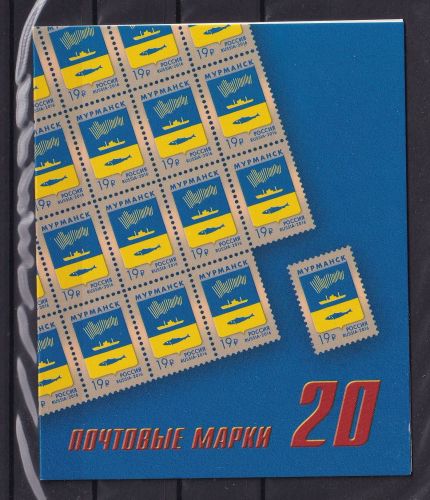 МУРМАНСК
19₽
РОССИЯ
RUSSIA·2016
ПОЧТОВЫЕ МАРКИ 20